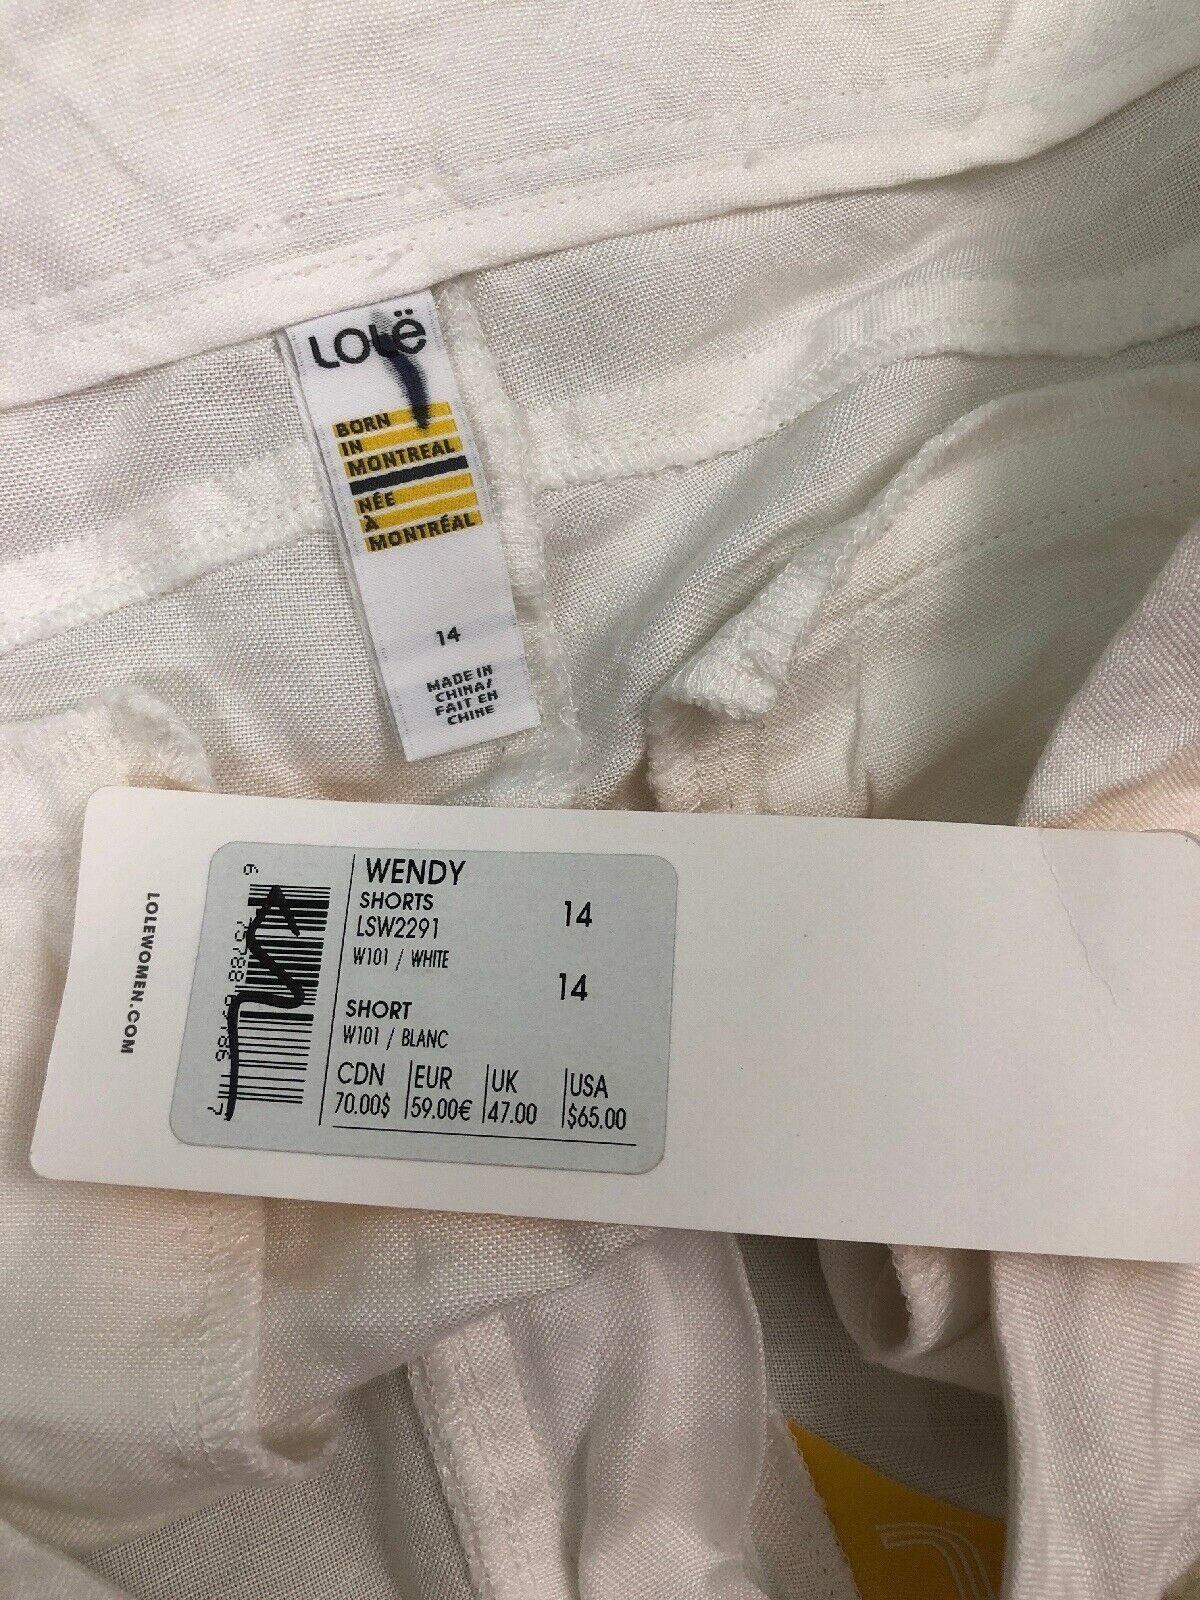 LOLË
BORN
IN
MONTREAL
NÉE
À
MONTRÉAL
14
MADE IN
CHINA/
FAIT EN
CHINE
LOLEWOMEN.COM
WENDY
SHORTS
14
LSW2291
W101 / WHITE
14
SHORT
W101 / BLANC
CDN EUR UK USA
70.00$ 59.00€ 47.00 $65.00